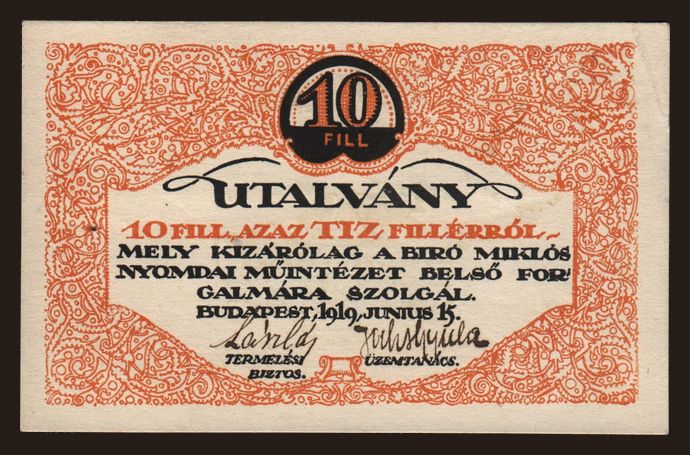 10
FILL
UTALVÁNY
10 FILL, AZAZ TIZ FILLÉRRŐL
MELY KIZÁRÓLAG A BIRÓ MIKLÓS
NYOMDAI MŰINTÉZET BELSŐ FOR
GALMÁRA SZOLGÁL.
BUDAPEST, 1919, JUNIUS 15.
TERMELÉSI ÜZEMTANÁCS.
BIZTOS.